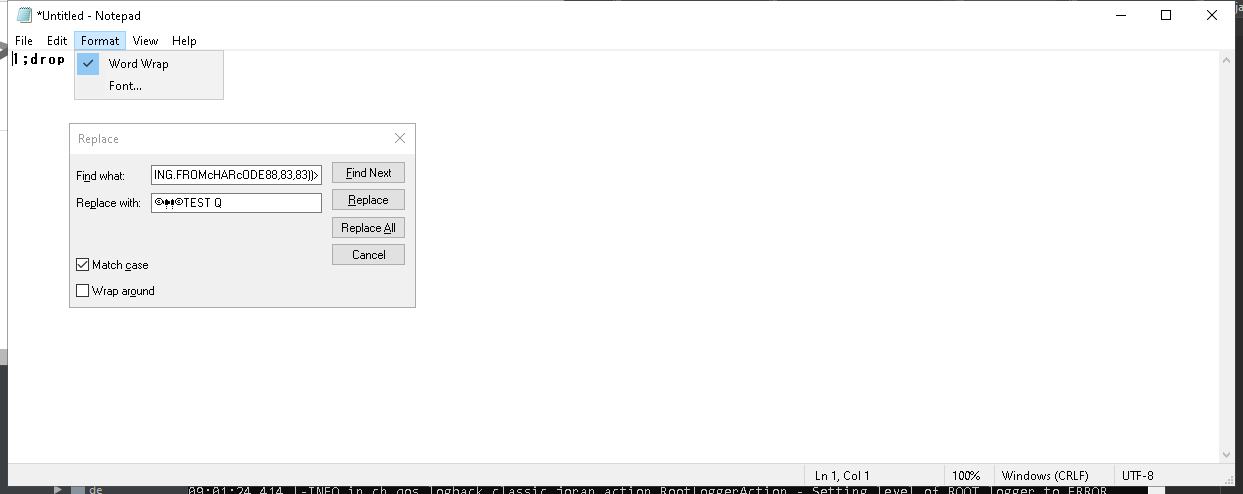 *Untitled - Notepad
File Edit Format View Help
1;drop
Word Wrap
Font...
Replace
Find what: ING.FROMcHARcODE88,83,83))> Find Next
Replace with: TEST Q Replace
Replace All
Cancel
Match case
Wrap around
Ln 1, Col 1 100% Windows (CRLF) UTF-8
de 09:01:24,414 |-INFO in ch.qos.logback.classic.joran.action.RootLoggerAction - Setting level of ROOT logger to ERROR